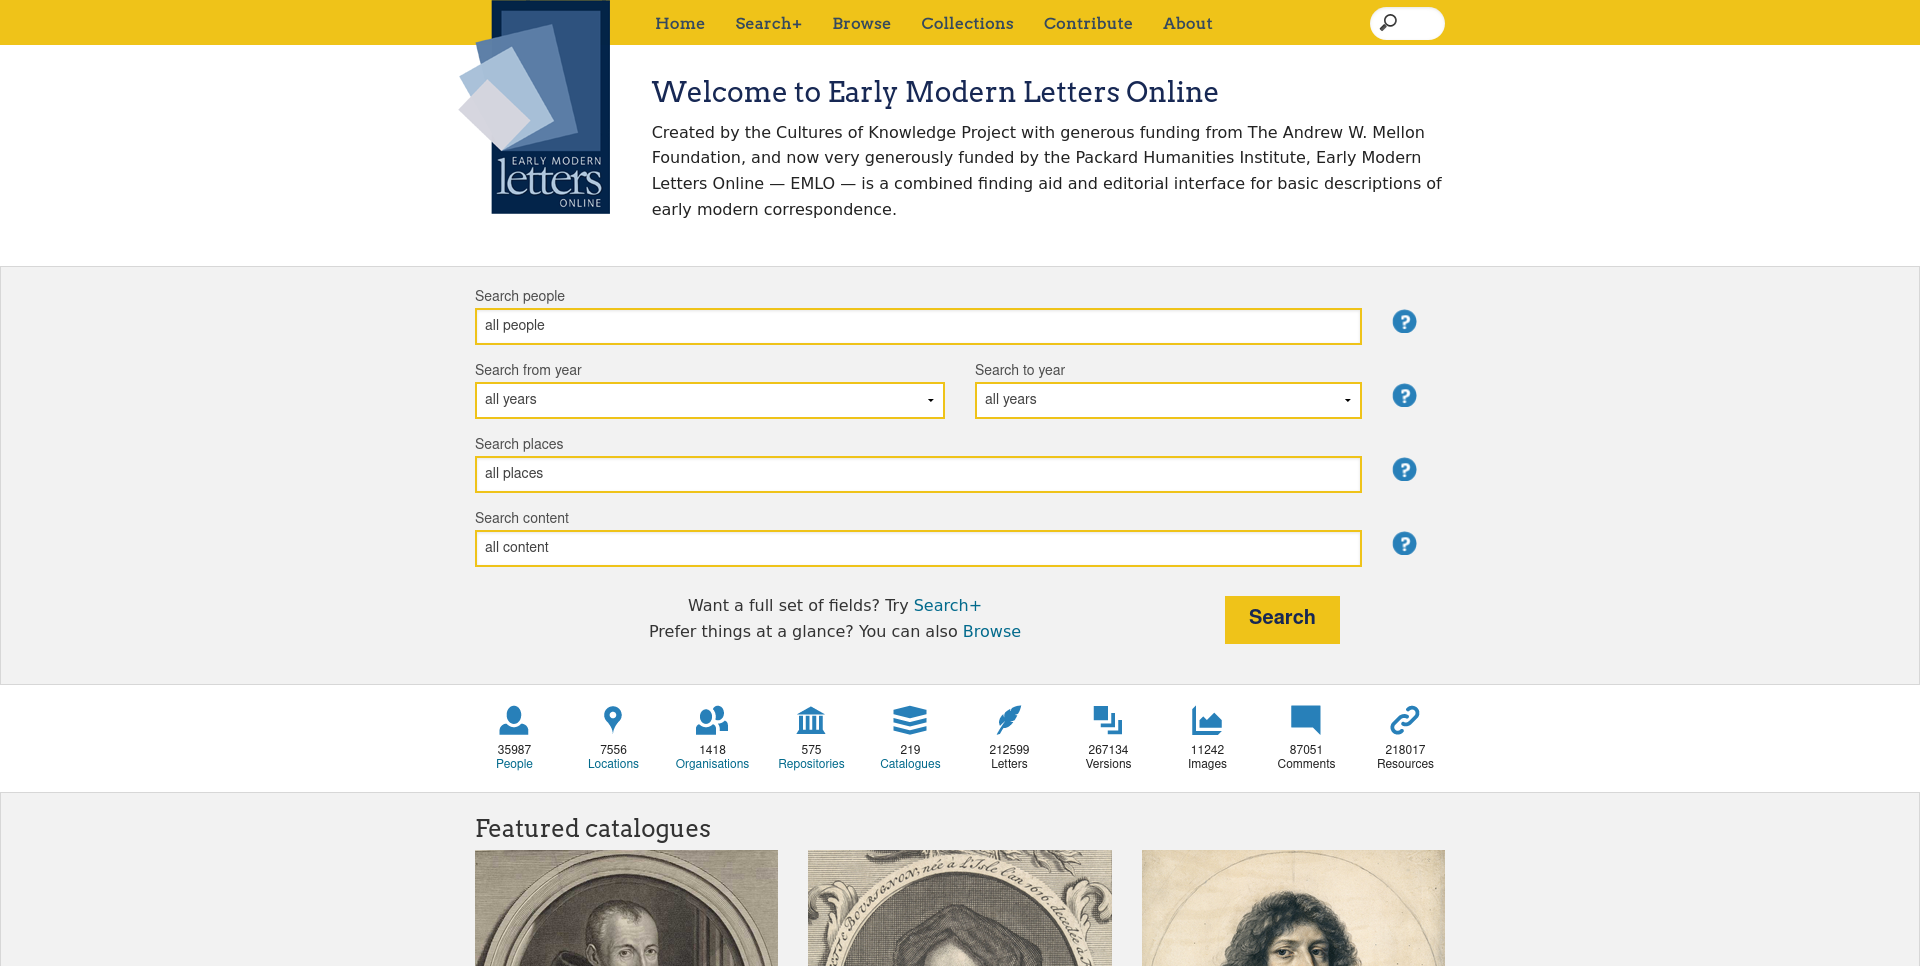 Home Search+ Browse Collections Contribute About
EARLY MODERN
letters
ONLINE
Welcome to Early Modern Letters Online
Created by the Cultures of Knowledge Project with generous funding from The Andrew W. Mellon
Foundation, and now very generously funded by the Packard Humanities Institute, Early Modern
Letters Online — EMLO — is a combined finding aid and editorial interface for basic descriptions of
early modern correspondence.
Search people
all people
?
Search from year Search to year
all years all years
?
Search places
all places
?
Search content
all content
?
Want a full set of fields? Try Search+
Prefer things at a glance? You can also Browse
Search
35987 7556 1418 575 219 212599 267134 11242 87051 218017
People Locations Organisations Repositories Catalogues Letters Versions Images Comments Resources
Featured catalogues
BOURIGNON, née à L'Isle l'an 1616. decedée à